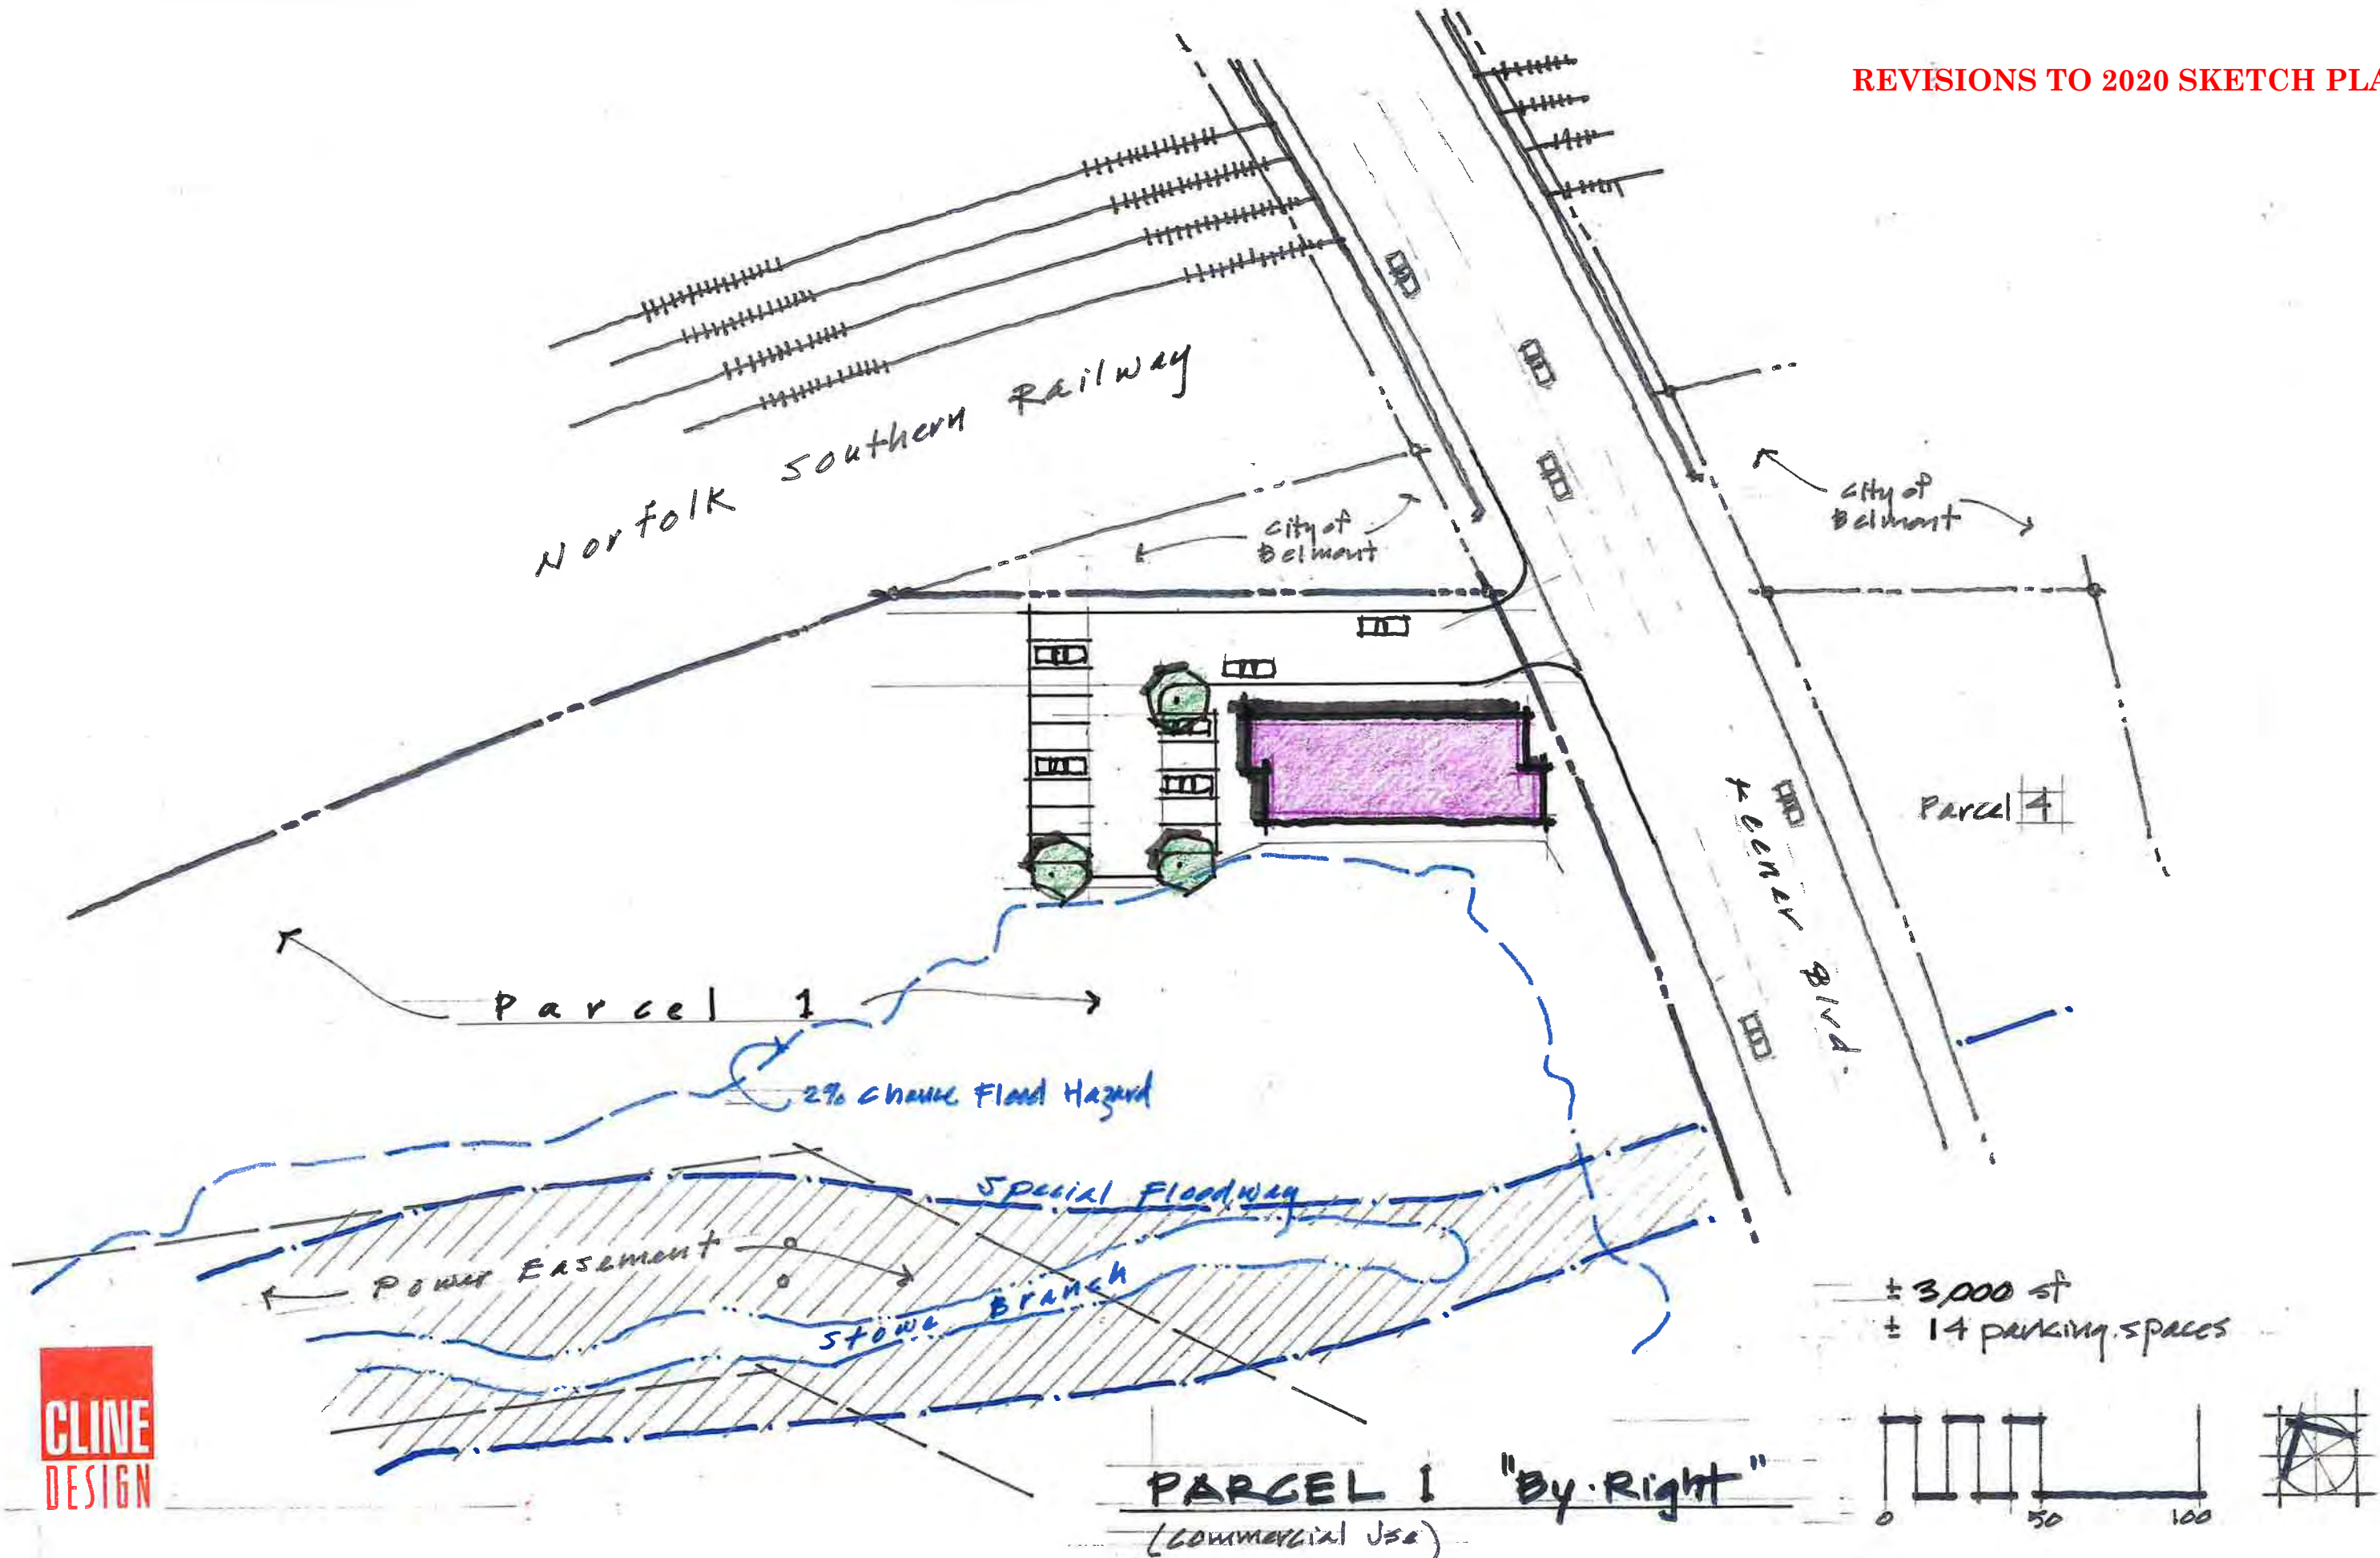 REVISIONS TO 2020 SKETCH PLA
Norfolk Southern Railway
City of
Belmont
City of
Belmont
Parcel 4
Keener Blvd.
Parcel 1
2% Chance Flood Hazard
Special Floodway
Power Easement
Stowe Branch
± 3,000 sf
± 14 parking spaces
CLINE
DESIGN
PARCEL 1 "By-Right"
(commercial Use)
0 50 100